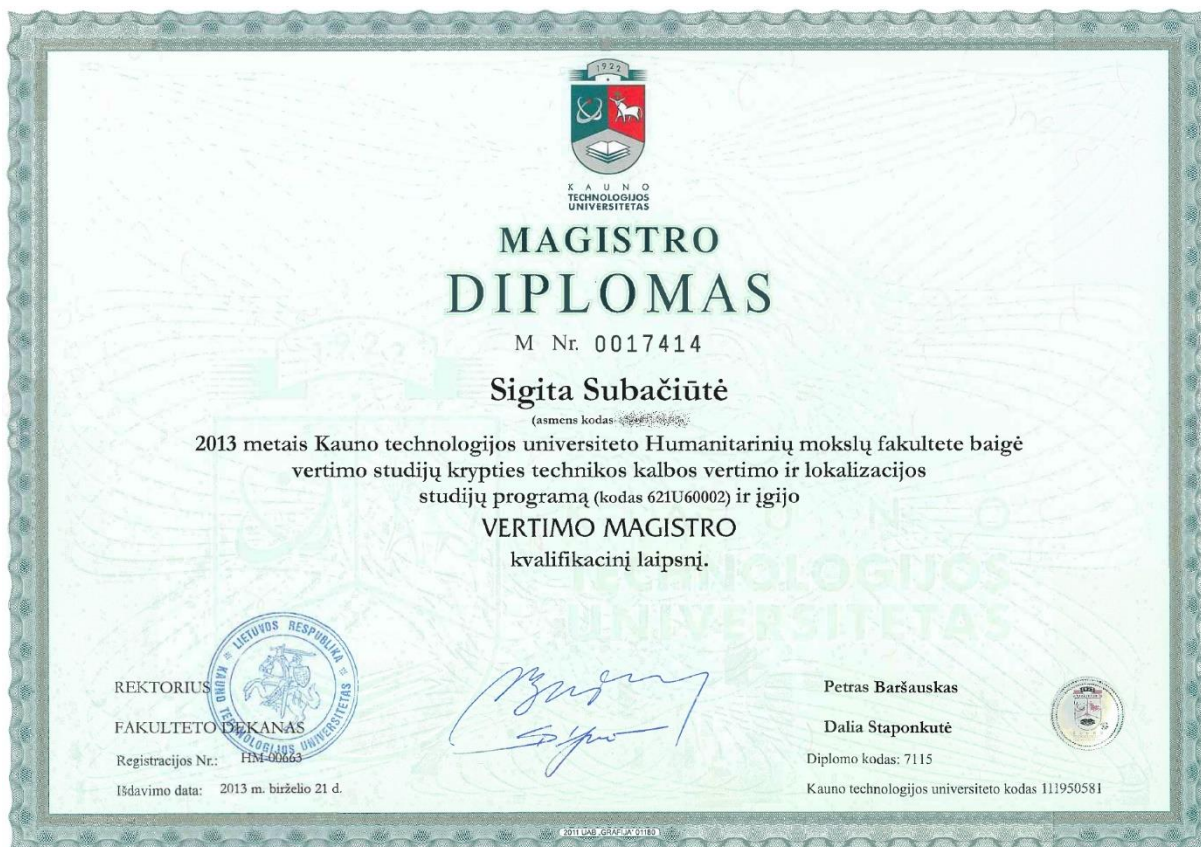 1922
KAUNO
TECHNOLOGIJOS
UNIVERSITETAS
MAGISTRO
DIPLOMAS
M Nr. 0017414
Sigita Subačiūtė
(asmens kodas
2013 metais Kauno technologijos universiteto Humanitarinių mokslų fakultete baigė
vertimo studijų krypties technikos kalbos vertimo ir lokalizacijos
studijų programą (kodas 621U60002) ir įgijo
VERTIMO MAGISTRO
kvalifikacinį laipsnį.
KAUNO
TECHNOLOGIJOS
UNIVERSITETAS
LIETUVOS RESPUBLIKA
KAUNO TECHNOLOGIJOS UNIVERSITETAS
REKTORIUS
Petras Baršauskas
FAKULTETO DEKANAS
Dalia Staponkutė
Registracijos Nr.: HM-00663
Diplomo kodas: 7115
Išdavimo data: 2013 m. birželio 21 d.
Kauno technologijos universiteto kodas 111950581
2011 UAB „GRAFIJA" 01180